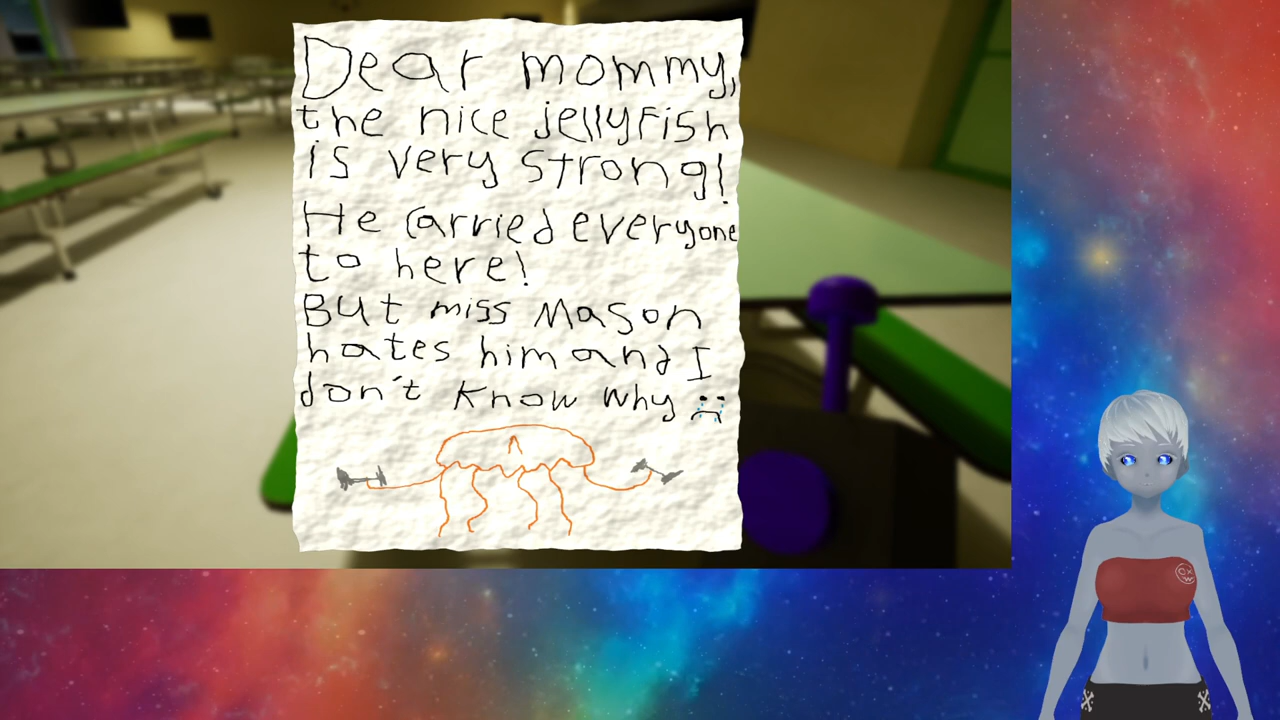 Dear mommy,
the nice jellyfish
is very strong!
He carried everyone
to here!
But miss Mason
hates him and I
don't know why